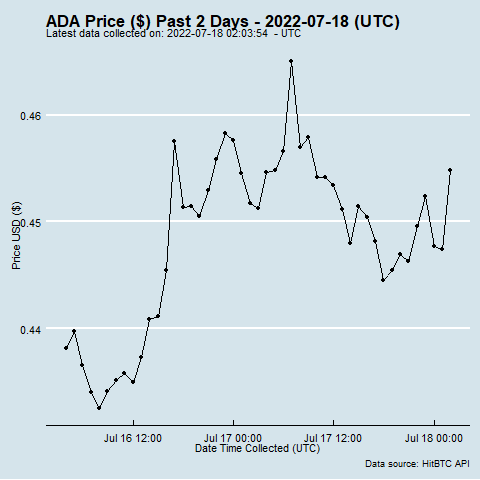 ADA Price ($) Past 2 Days - 2022-07-18 (UTC)
Latest data collected on: 2022-07-18 02:03:54  - UTC
0.46
0.45
0.44
Price USD ($)
Jul 16 12:00
Jul 17 00:00
Jul 17 12:00
Jul 18 00:00
Date Time Collected (UTC)
Data source: HitBTC API